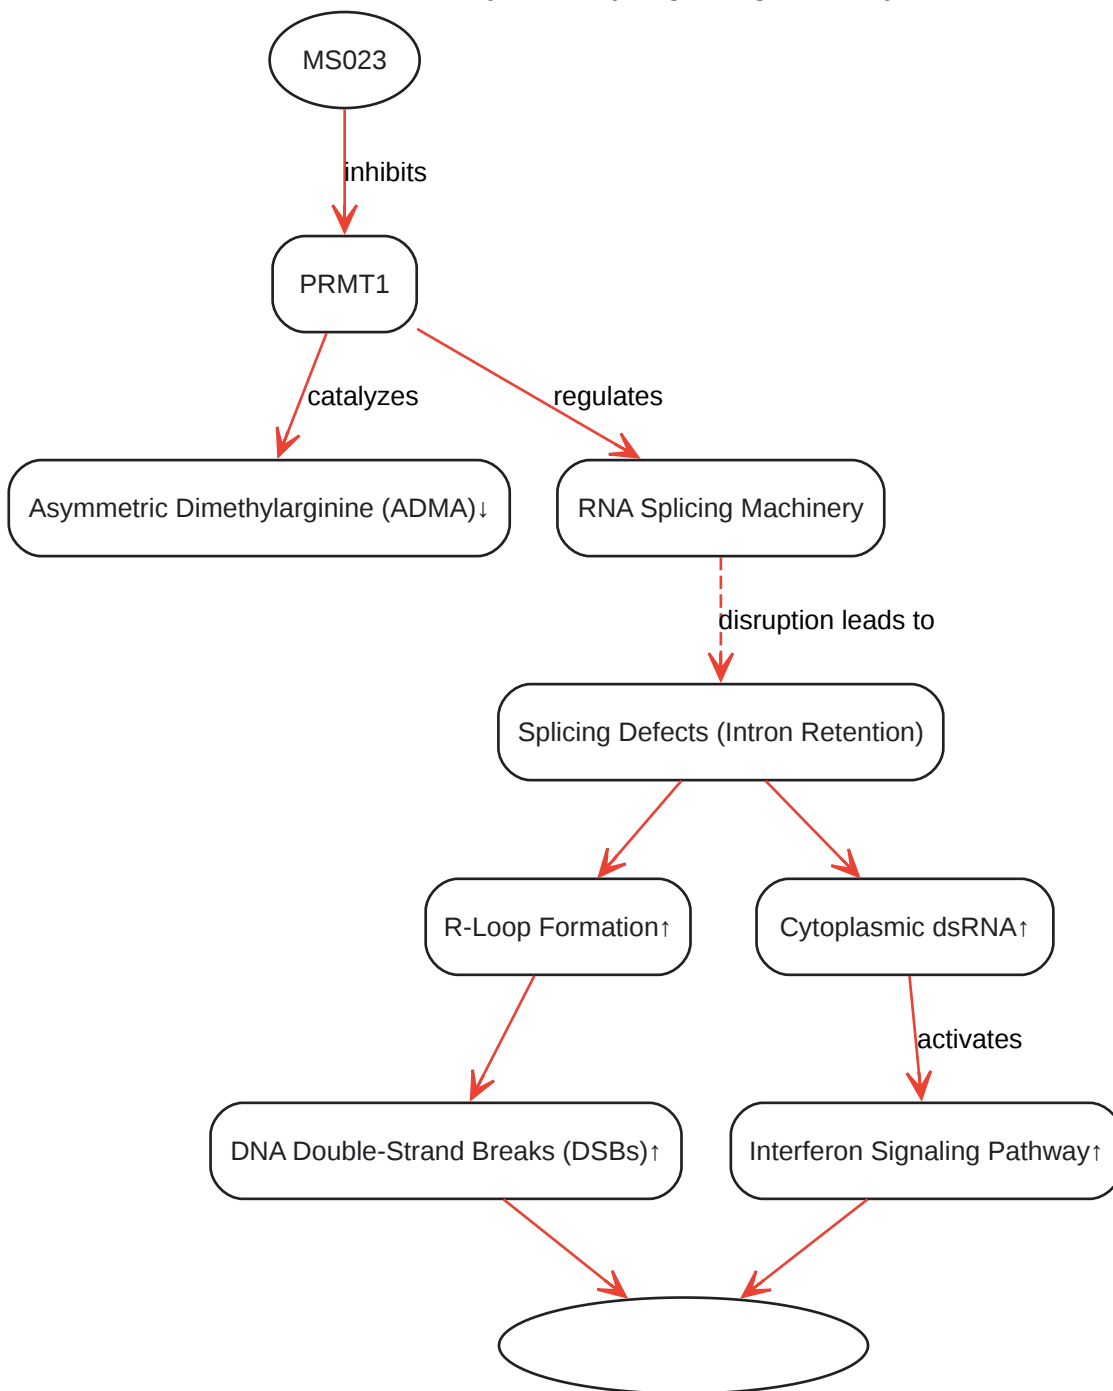 MS023
inhibits
PRMT1
catalyzes
regulates
Asymmetric Dimethylarginine (ADMA)↓
RNA Splicing Machinery
disruption leads to
Splicing Defects (Intron Retention)
R-Loop Formation↑
Cytoplasmic dsRNA↑
activates
DNA Double-Strand Breaks (DSBs)↑
Interferon Signaling Pathway↑